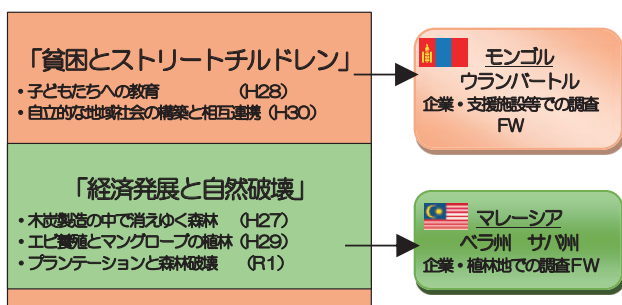 「貧困とストリートチルドレン」
・子どもたちへの教育　　　　　（H28）
・自立的な地域社会の構築と相互連携（H30）
「経済発展と自然破壊」
・木炭製造の中で消えゆく森林　（H27）
・エビ養殖とマングローブの植林（H29）
・プランテーションと森林破壊　（R1）
モンゴル
ウランバートル
企業・支援施設等での調査
FW
マレーシア
ペラ州　サバ州
企業・植林地での調査FW